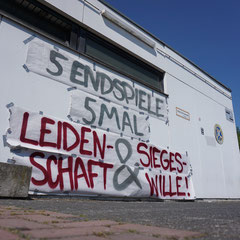 5 ENDSPIELE
5 MAL
LEIDEN-
SCHAFT
&
SIEGES-
WILLE!